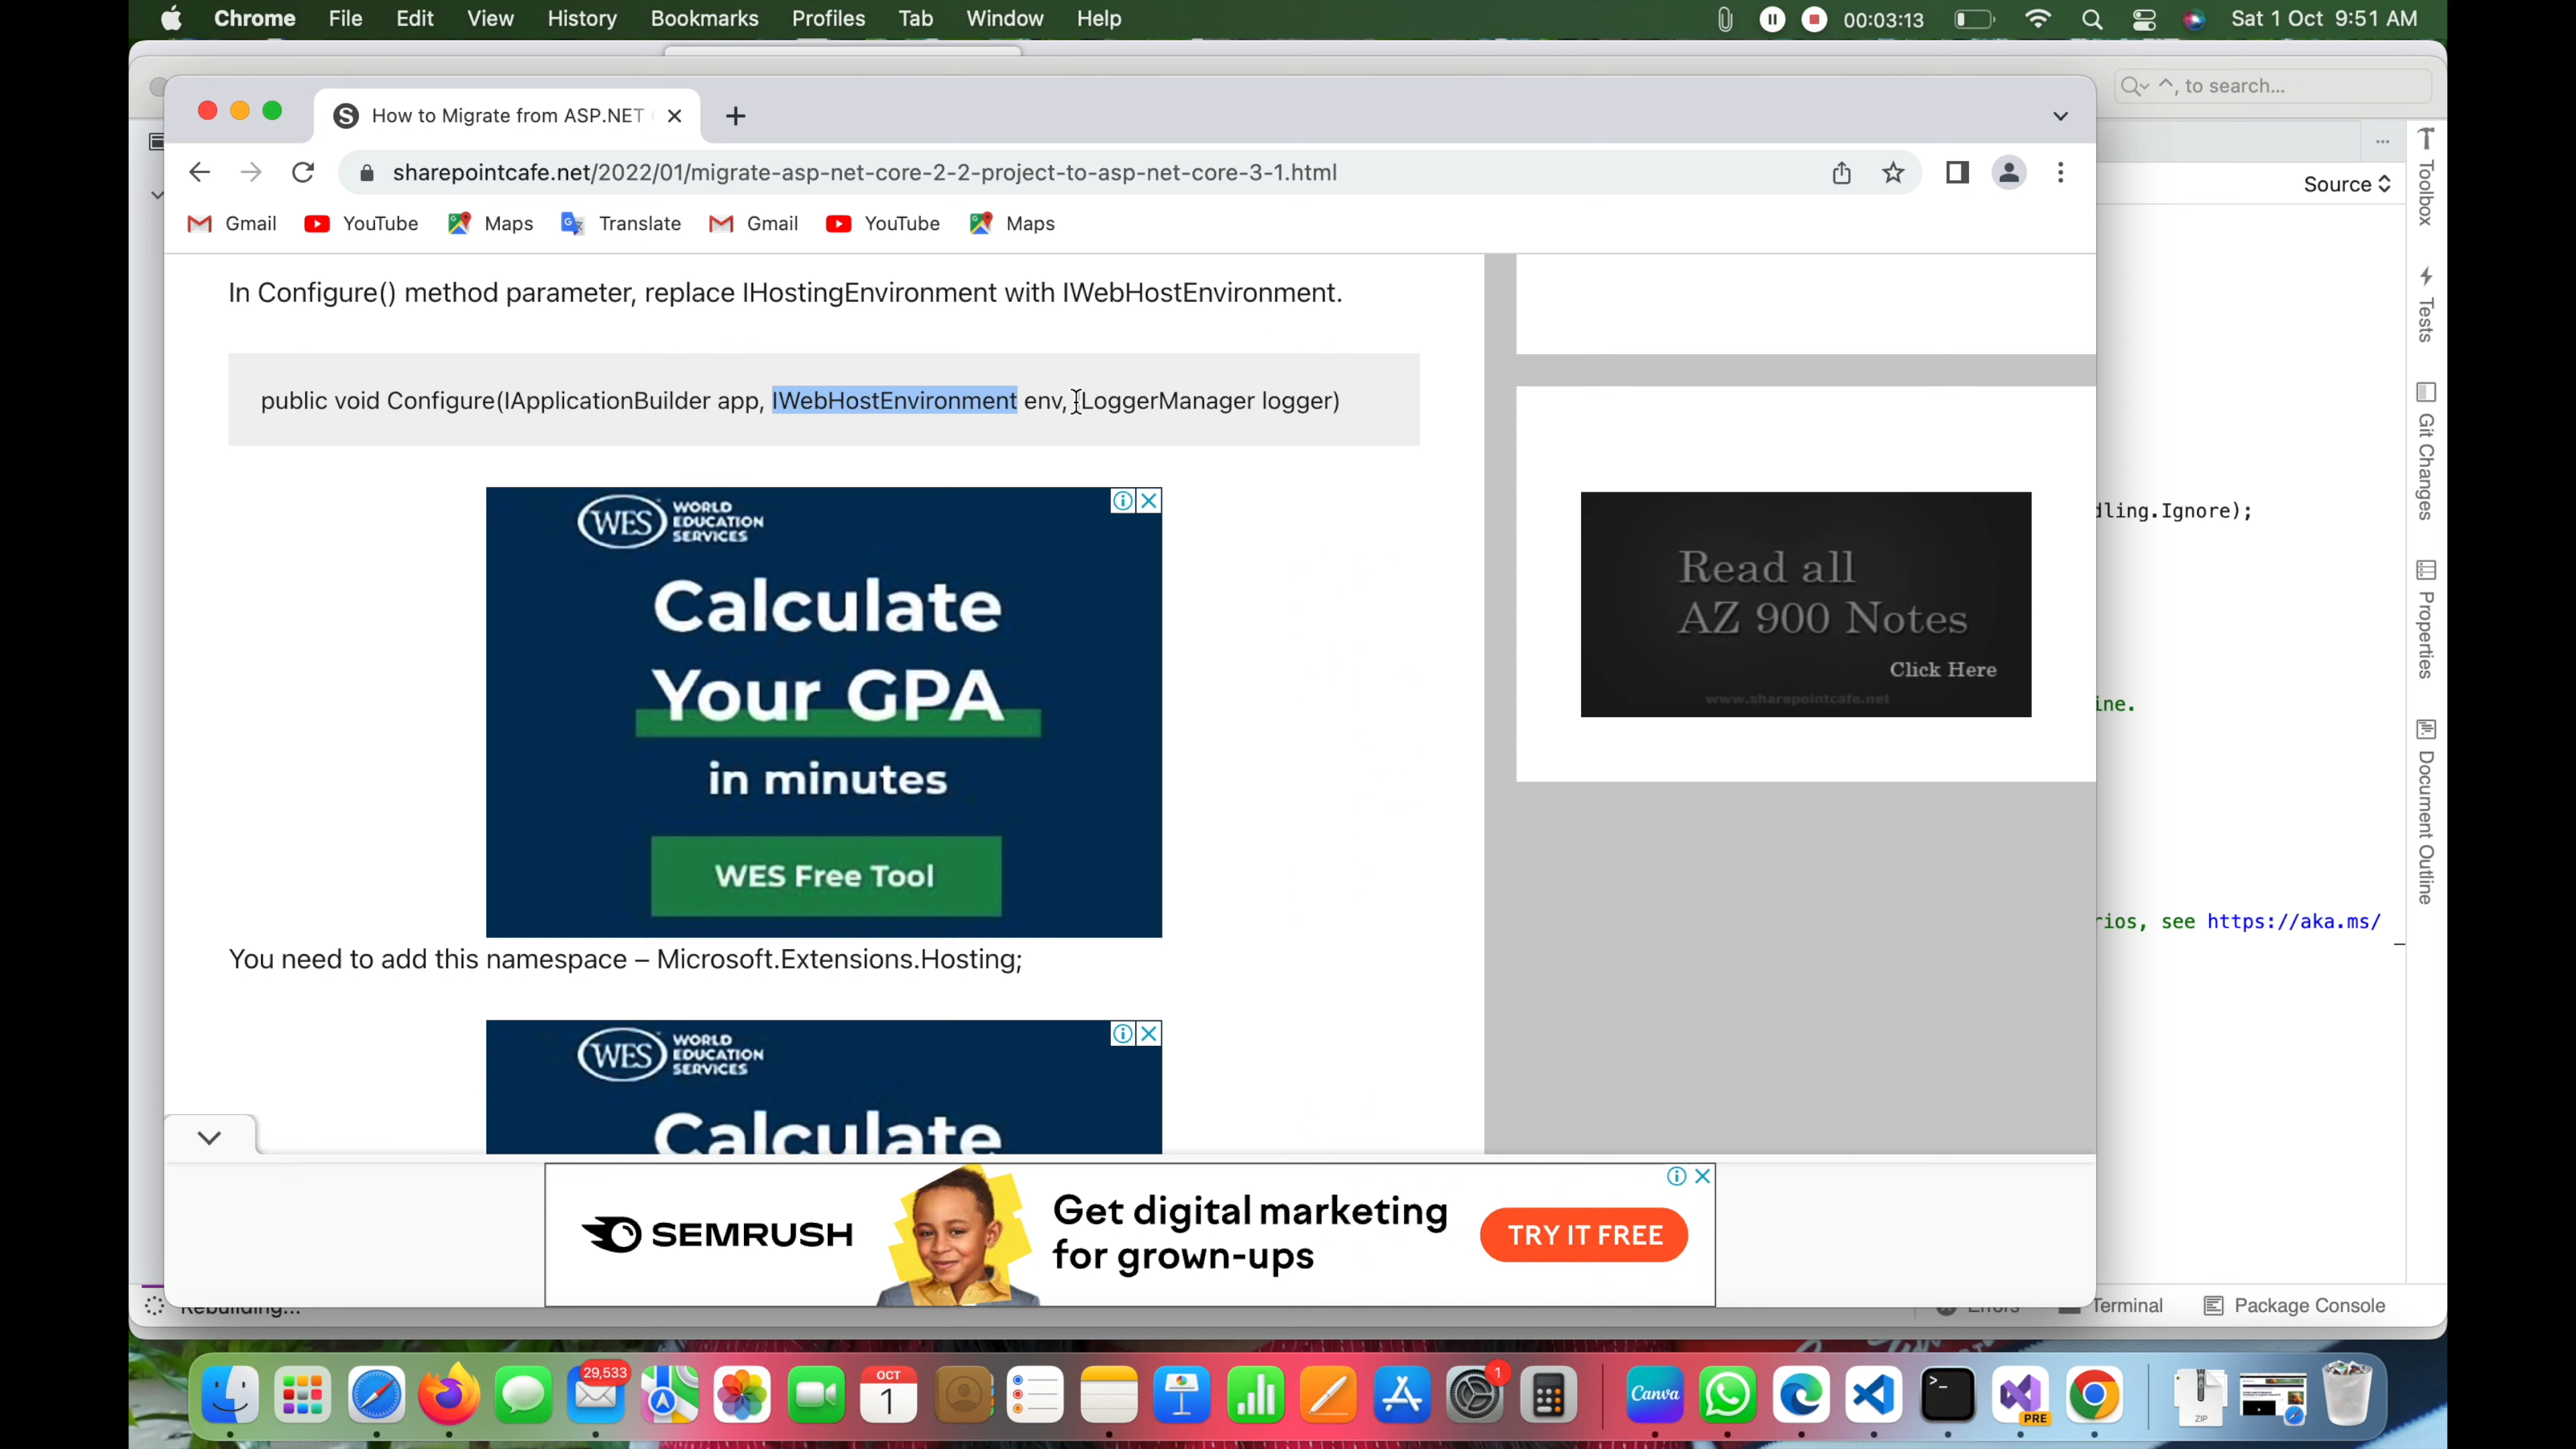 Chrome File Edit View History Bookmarks Profiles Tab Window Help 00:03:13 Sat 1 Oct 9:51 AM
^, to search...
How to Migrate from ASP.NET
sharepointcafe.net/2022/01/migrate-asp-net-core-2-2-project-to-asp-net-core-3-1.html
Source
Gmail YouTube Maps Translate Gmail YouTube Maps
In Configure() method parameter, replace IHostingEnvironment with IWebHostEnvironment.
public void Configure(IApplicationBuilder app, IWebHostEnvironment env, ILoggerManager logger)
WES WORLD EDUCATION SERVICES
Calculate
Your GPA
in minutes
WES Free Tool
Read all
AZ 900 Notes
Click Here
www.sharepointcafe.net
You need to add this namespace – Microsoft.Extensions.Hosting;
WES WORLD EDUCATION SERVICES
Calculate
SEMRUSH
Get digital marketing
for grown-ups
TRY IT FREE
dling.Ignore);
ine.
rios, see https://aka.ms/
Toolbox
Tests
Git Changes
Properties
Document Outline
Rebuilding...
Errors Terminal Package Console
29,533
OCT
1
1
Canva
PRE
ZIP